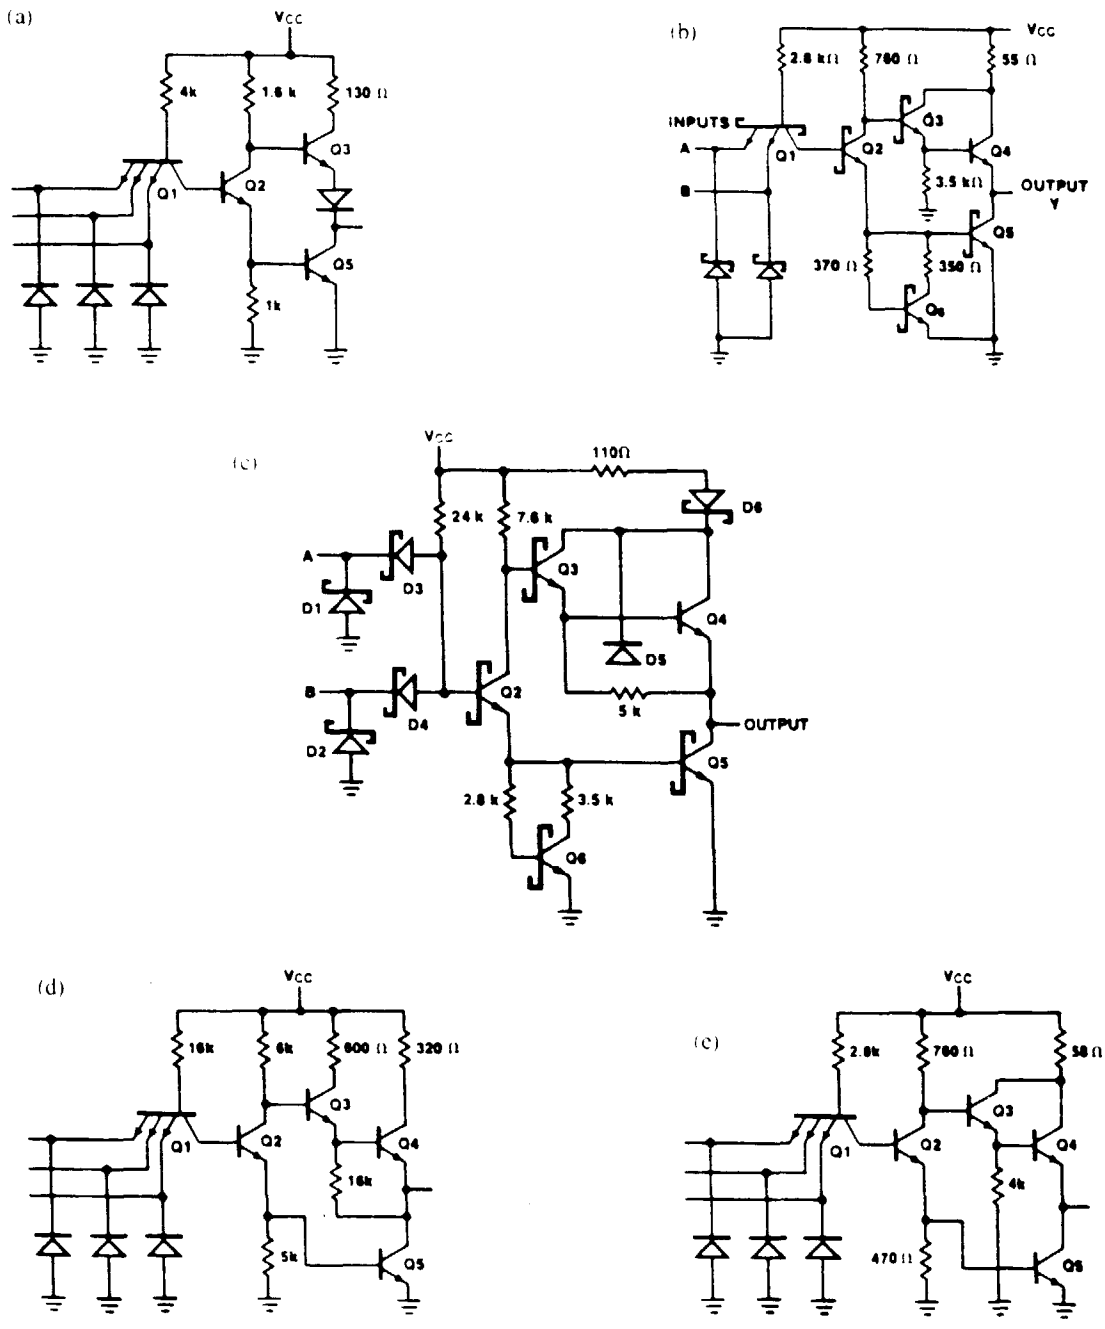 (a)
VCC
4k
1.6 k
130 Ω
Q3
Q1
Q2
Q5
1k
(b)
VCC
2.8 kΩ
760 Ω
55 Ω
INPUTS
Q3
A
Q1
Q2
Q4
B
3.5 kΩ
OUTPUT
Y
Q5
370 Ω
350 Ω
Q6
(c)
VCC
110Ω
D6
24 k
7.6 k
A
D3
Q3
D1
Q4
D5
B
D4
Q2
5 k
OUTPUT
D2
Q5
2.8 k
3.5 k
Q6
(d)
VCC
16k
6k
600 Ω
320 Ω
Q3
Q1
Q2
Q4
16k
5k
Q5
(e)
VCC
2.8k
760 Ω
58 Ω
Q3
Q1
Q2
Q4
4k
470 Ω
Q5